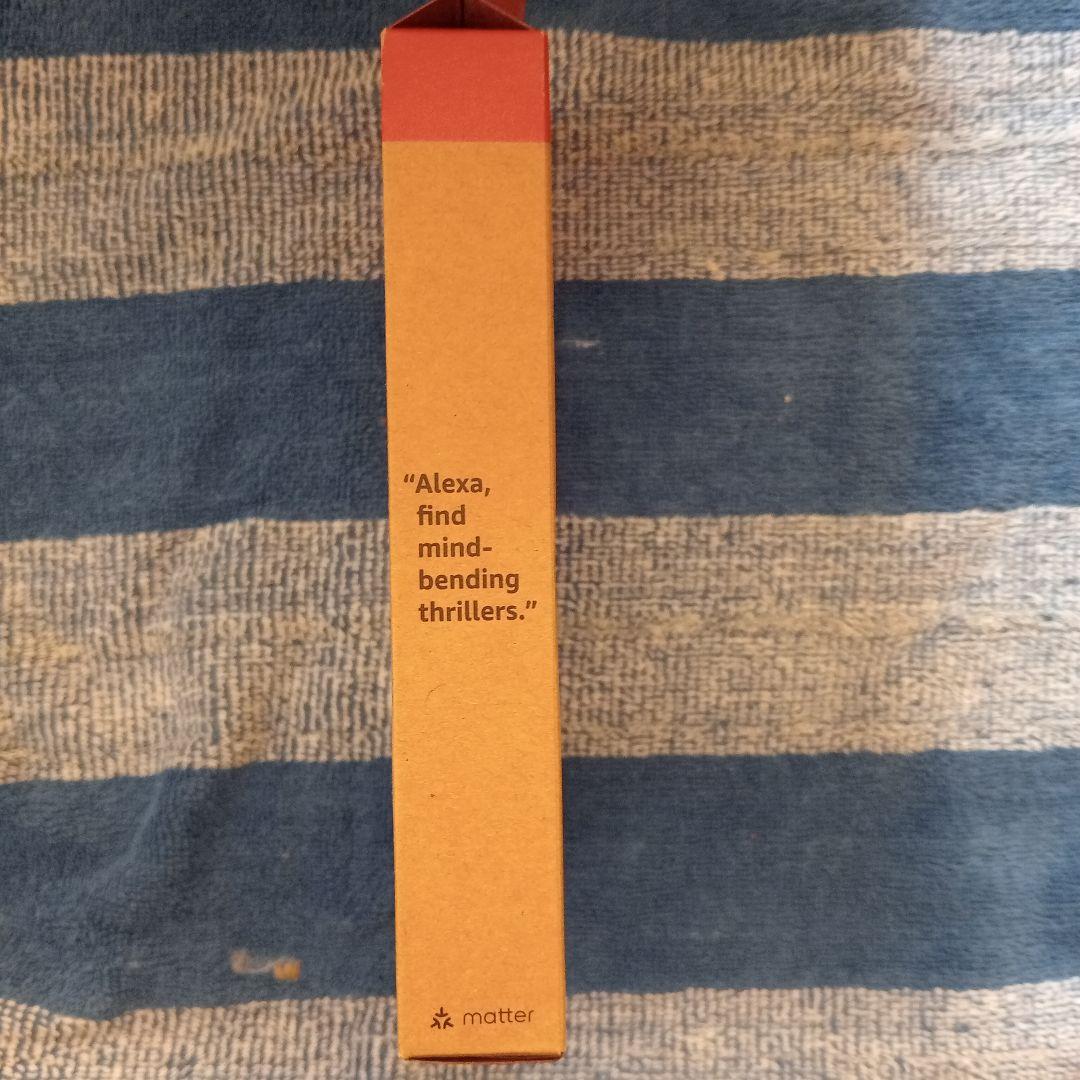 “Alexa,
find
mind-
bending
thrillers.”
matter